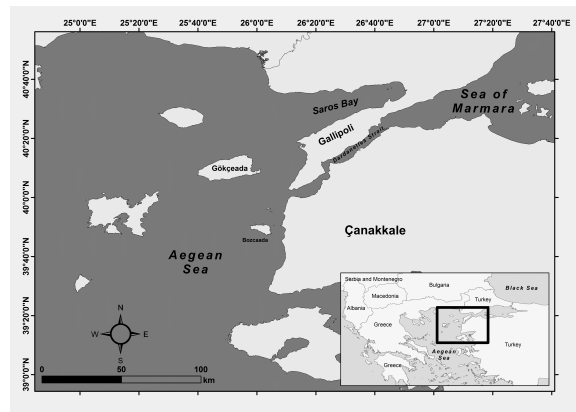 25°0'0"E 25°20'0"E 25°40'0"E 26°0'0"E 26°20'0"E 26°40'0"E 27°0'0"E 27°20'0"E 27°40'0"E
40°40'0"N
40°20'0"N
40°0'0"N
39°40'0"N
39°20'0"N
39°0'0"N
Saros Bay
Sea of
Marmara
Gallipoli
Dardanelles Strait
Gökçeada
Bozcaada
Çanakkale
Aegean
Sea
N
W
E
S
0 50 100
km
Serbia and Montenegro
Bulgaria
Black Sea
Macedonia
Turkey
Albania
Greece
Turkey
Aegean
Sea
Greece